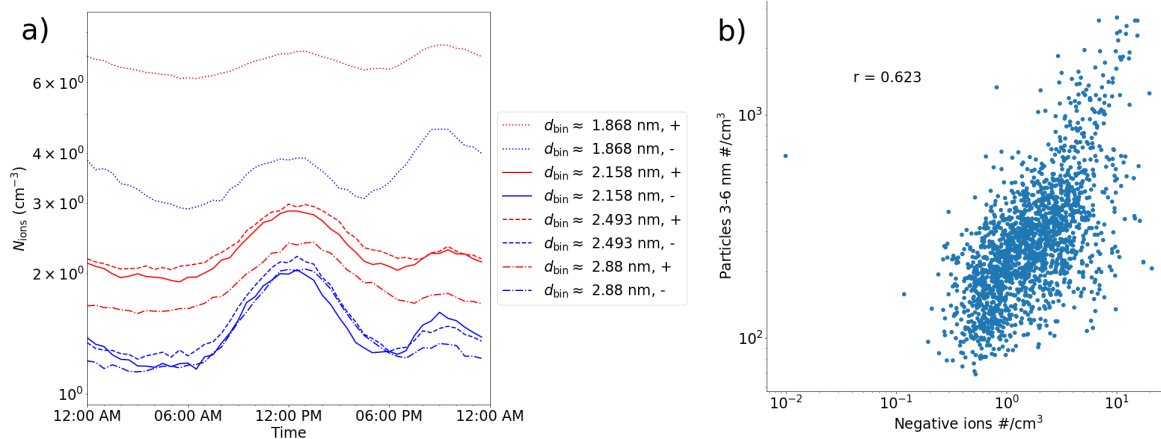 a)
6 × 10⁰
4 × 10⁰
3 × 10⁰
2 × 10⁰
10⁰
N_ions (cm⁻³)
12:00 AM 06:00 AM 12:00 PM 06:00 PM 12:00 AM
Time
d_bin ≈ 1.868 nm, +
d_bin ≈ 1.868 nm, -
d_bin ≈ 2.158 nm, +
d_bin ≈ 2.158 nm, -
d_bin ≈ 2.493 nm, +
d_bin ≈ 2.493 nm, -
d_bin ≈ 2.88 nm, +
d_bin ≈ 2.88 nm, -
b)
r = 0.623
10³
10²
Particles 3-6 nm #/cm³
10⁻² 10⁻¹ 10⁰ 10¹
Negative ions #/cm³